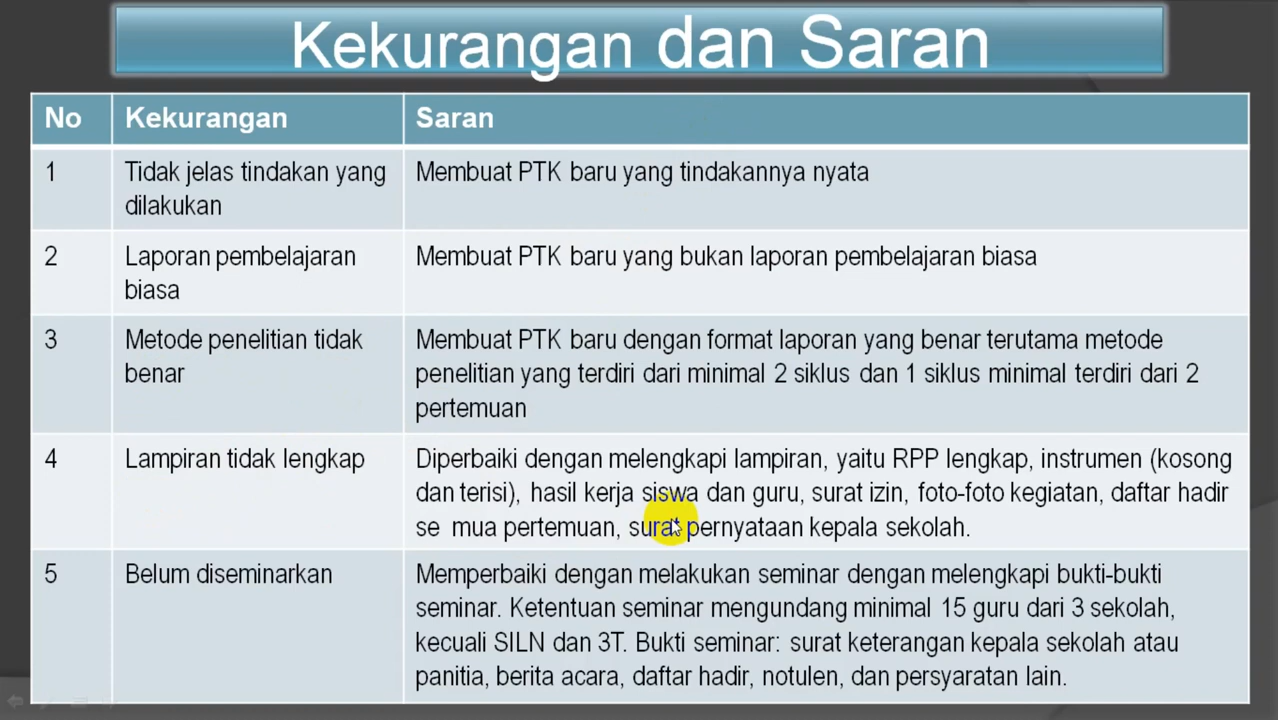 Kekurangan dan Saran
No Kekurangan Saran
1 Tidak jelas tindakan yang Membuat PTK baru yang tindakannya nyata
dilakukan
2 Laporan pembelajaran Membuat PTK baru yang bukan laporan pembelajaran biasa
biasa
3 Metode penelitian tidak Membuat PTK baru dengan format laporan yang benar terutama metode
benar penelitian yang terdiri dari minimal 2 siklus dan 1 siklus minimal terdiri dari 2
pertemuan
4 Lampiran tidak lengkap Diperbaiki dengan melengkapi lampiran, yaitu RPP lengkap, instrumen (kosong
dan terisi), hasil kerja siswa dan guru, surat izin, foto-foto kegiatan, daftar hadir
se mua pertemuan, surat pernyataan kepala sekolah.
5 Belum diseminarkan Memperbaiki dengan melakukan seminar dengan melengkapi bukti-bukti
seminar. Ketentuan seminar mengundang minimal 15 guru dari 3 sekolah,
kecuali SILN dan 3T. Bukti seminar: surat keterangan kepala sekolah atau
panitia, berita acara, daftar hadir, notulen, dan persyaratan lain.